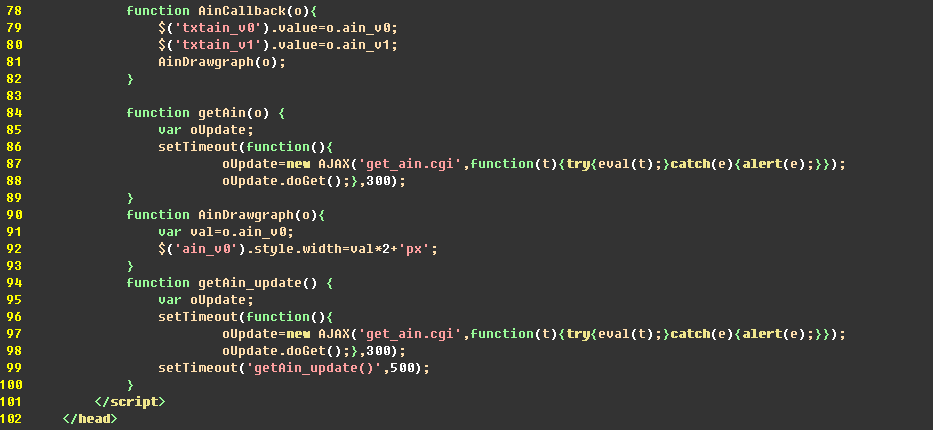 78             function AinCallback(o){
79                 $('txtain_v0').value=o.ain_v0;
80                 $('txtain_v1').value=o.ain_v1;
81                 AinDrawgraph(o);
82             }
83
84             function getAin(o) {
85                 var oUpdate;
86                 setTimeout(function(){
87                         oUpdate=new AJAX('get_ain.cgi',function(t){try{eval(t);}catch(e){alert(e);}});
88                         oUpdate.doGet();},300);
89             }
90             function AinDrawgraph(o){
91                 var val=o.ain_v0;
92                 $('ain_v0').style.width=val*2+'px';
93             }
94             function getAin_update() {
95                 var oUpdate;
96                 setTimeout(function(){
97                         oUpdate=new AJAX('get_ain.cgi',function(t){try{eval(t);}catch(e){alert(e);}});
98                         oUpdate.doGet();},300);
99                 setTimeout('getAin_update()',500);
100            }
101        </script>
102    </head>